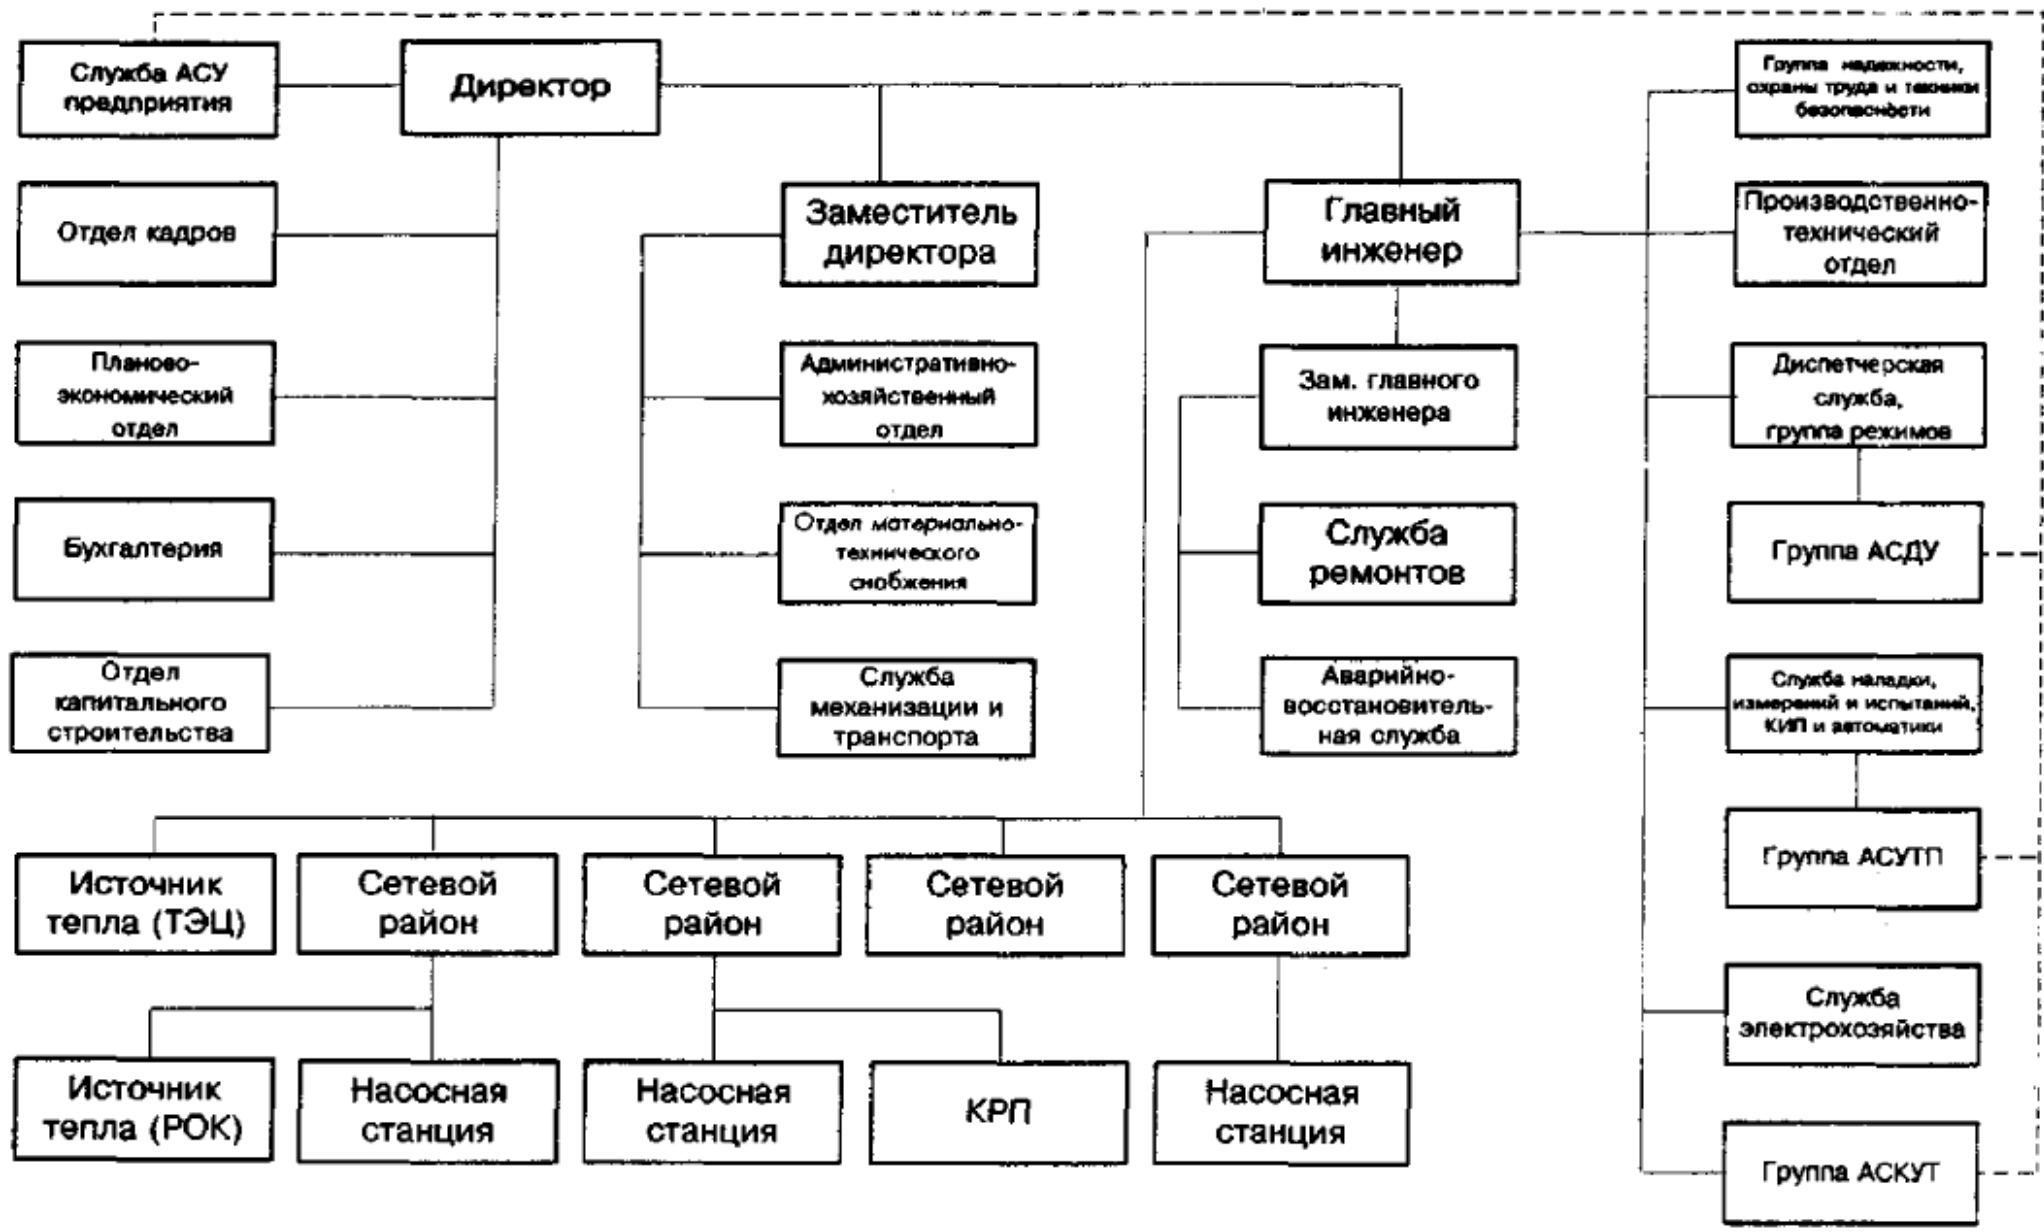 Служба АСУ
предприятия
Директор
Группа надежности,
охраны труда и техники
безопасности
Отдел кадров
Заместитель
директора
Главный
инженер
Производственно-
технический
отдел
Планово-
экономический
отдел
Административно-
хозяйственный
отдел
Зам. главного
инженера
Диспетчерская
служба,
группа режимов
Бухгалтерия
Отдел материально-
технического
снабжения
Служба
ремонтов
Группа АСДУ
Отдел
капитального
строительства
Служба
механизации и
транспорта
Аварийно-
восстановитель-
ная служба
Служба наладки,
измерений и испытаний,
КИП и автоматики
Источник
тепла (ТЭЦ)
Сетевой
район
Сетевой
район
Сетевой
район
Сетевой
район
Группа АСУТП
Служба
электрохозяйства
Источник
тепла (РОК)
Насосная
станция
Насосная
станция
КРП
Насосная
станция
Группа АСКУТ